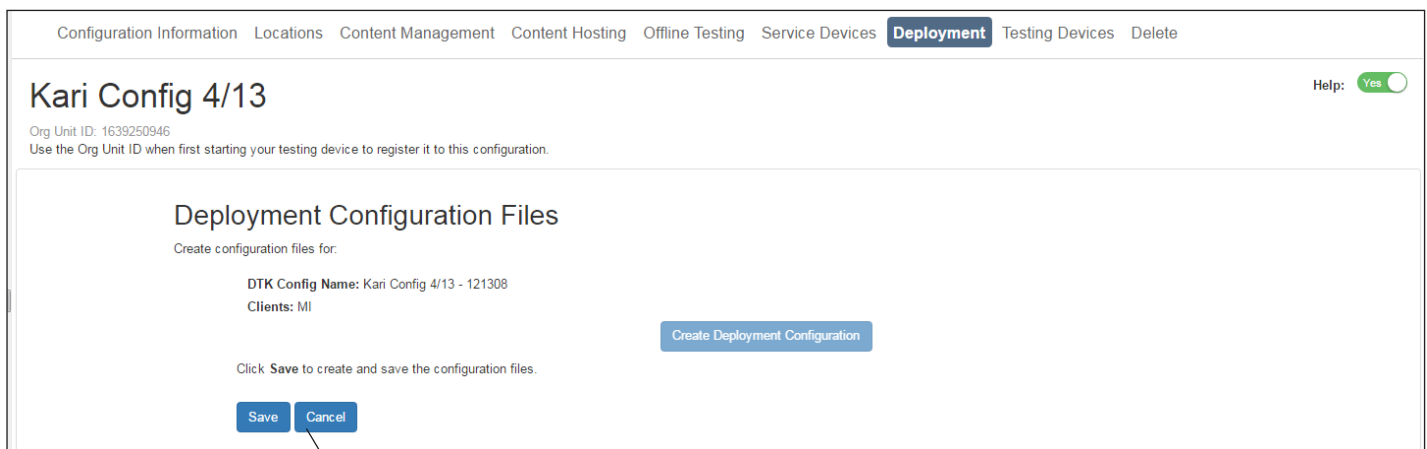 Configuration Information Locations Content Management Content Hosting Offline Testing Service Devices Deployment Testing Devices Delete
Kari Config 4/13
Help: Yes
Org Unit ID: 1639250946
Use the Org Unit ID when first starting your testing device to register it to this configuration.
Deployment Configuration Files
Create configuration files for:
DTK Config Name: Kari Config 4/13 - 121308
Clients: MI
Create Deployment Configuration
Click Save to create and save the configuration files.
Save Cancel